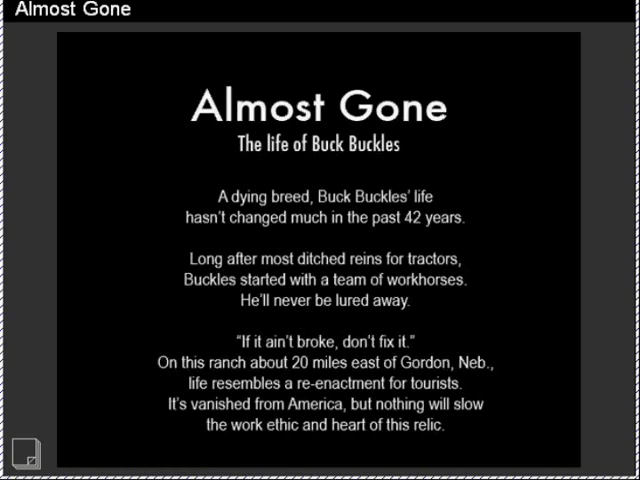 Almost Gone
Almost Gone
The life of Buck Buckles
A dying breed, Buck Buckles’ life
hasn’t changed much in the past 42 years.
Long after most ditched reins for tractors,
Buckles started with a team of workhorses.
He’ll never be lured away.
“If it ain’t broke, don’t fix it.”
On this ranch about 20 miles east of Gordon, Neb.,
life resembles a re-enactment for tourists.
It’s vanished from America, but nothing will slow
the work ethic and heart of this relic.